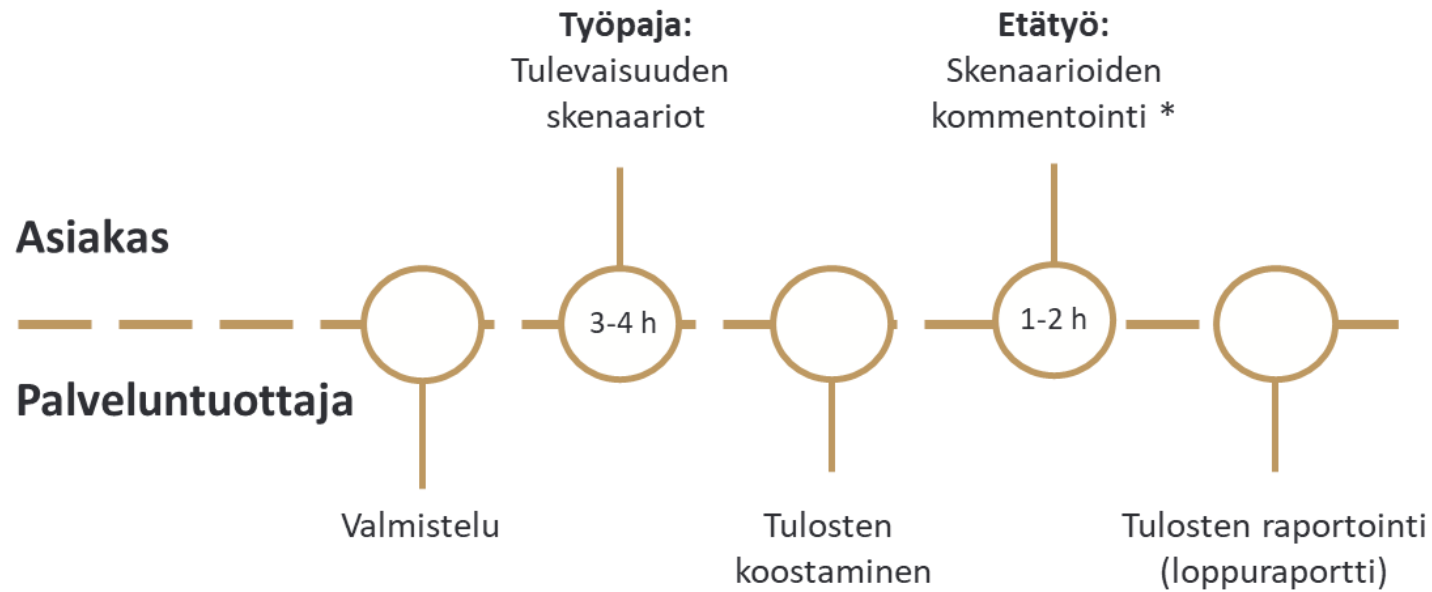 Työpaja:
Tulevaisuuden
skenaariot
Etätyö:
Skenaarioiden
kommentointi *
Asiakas
3-4 h
1-2 h
Palveluntuottaja
Valmistelu
Tulosten
koostaminen
Tulosten raportointi
(loppuraportti)